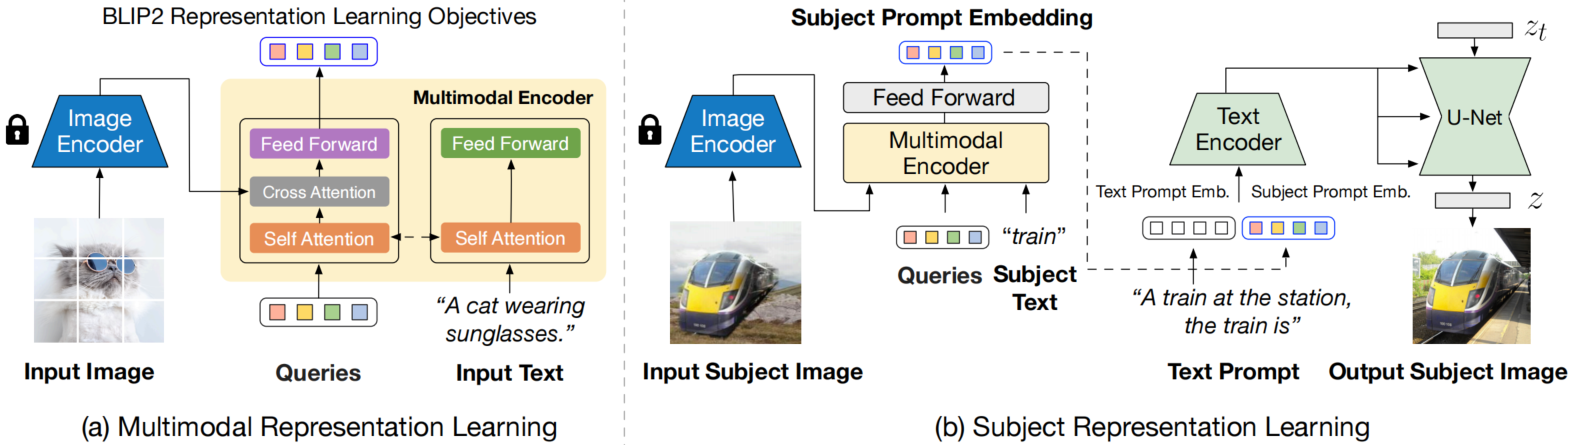 BLIP2 Representation Learning Objectives
Multimodal Encoder
Image
Encoder
Feed Forward
Feed Forward
Cross Attention
Self Attention
Self Attention
“A cat wearing
sunglasses.”
Input Image
Queries
Input Text
(a) Multimodal Representation Learning
Subject Prompt Embedding
Image
Encoder
Feed Forward
Multimodal
Encoder
“train”
Queries
Subject
Text
Input Subject Image
Text
Encoder
Text Prompt Emb.
Subject Prompt Emb.
“A train at the station,
the train is”
Text Prompt
z_t
U-Net
z
Output Subject Image
(b) Subject Representation Learning